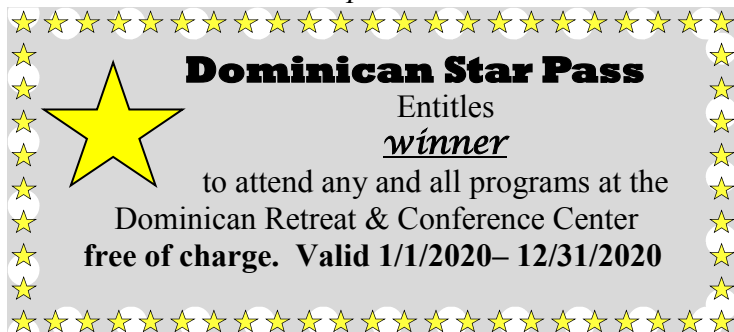 Dominican Star Pass
Entitles
winner
to attend any and all programs at the
Dominican Retreat & Conference Center
free of charge.  Valid 1/1/2020– 12/31/2020